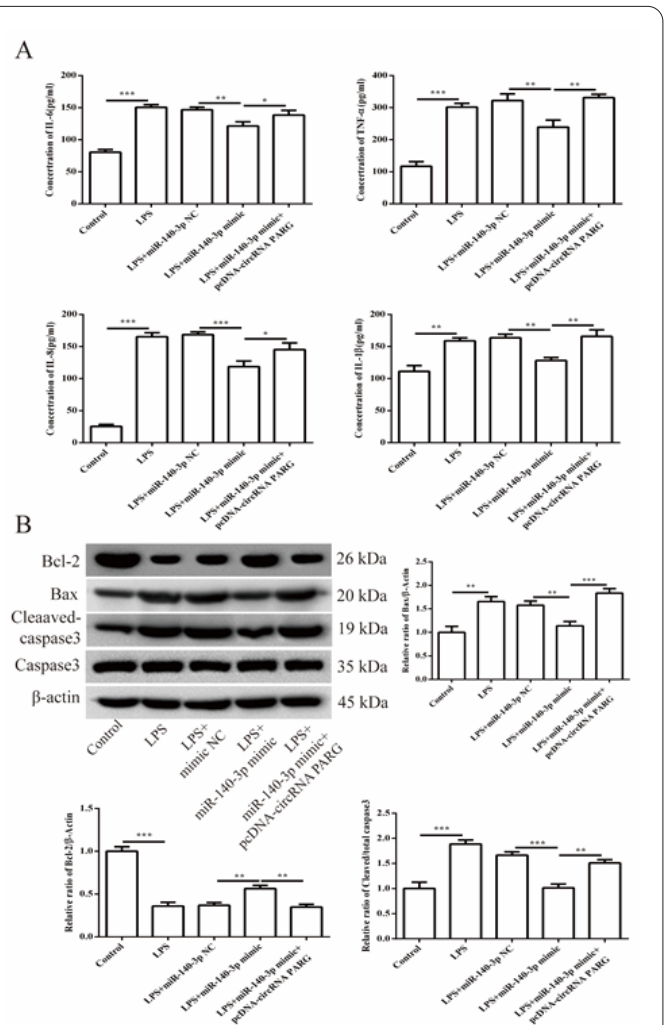 A
Concertration of IL-6(pg/ml)
200
150
100
50
0
***
**
*
Control
LPS
LPS+miR-140-3p NC
LPS+miR-140-3p mimic
LPS+miR-140-3p mimic+
pcDNA-circRNA PARG
Concertration of TNF-α(pg/ml)
400
300
200
100
0
***
**
**
Control
LPS
LPS+miR-140-3p NC
LPS+miR-140-3p mimic
LPS+miR-140-3p mimic+
pcDNA-circRNA PARG
Concertration of IL-8(pg/ml)
200
150
100
50
0
***
***
*
Control
LPS
LPS+miR-140-3p NC
LPS+miR-140-3p mimic
LPS+miR-140-3p mimic+
pcDNA-circRNA PARG
Concertration of IL-1β(pg/ml)
200
150
100
50
0
**
**
**
Control
LPS
LPS+miR-140-3p NC
LPS+miR-140-3p mimic
LPS+miR-140-3p mimic+
pcDNA-circRNA PARG
B
Bcl-2
26 kDa
Bax
20 kDa
Cleaaved-
caspase3
19 kDa
Caspase3
35 kDa
β-actin
45 kDa
Control
LPS
LPS+
mimic NC
LPS+
miR-140-3p mimic
LPS+
miR-140-3p mimic+
pcDNA-circRNA PARG
Relative ratio of Bax/β-Actin
2.0
1.5
1.0
0.5
0.0
**
**
***
Control
LPS
LPS+miR-140-3p NC
LPS+miR-140-3p mimic
LPS+miR-140-3p mimic+
pcDNA-circRNA PARG
Relative ratio of Bcl-2/β-Actin
1.5
1.0
0.5
0.0
***
**
**
Control
LPS
LPS+miR-140-3p NC
LPS+miR-140-3p mimic
LPS+miR-140-3p mimic+
pcDNA-circRNA PARG
Relative ratio of Cleaved/total caspase3
2.5
2.0
1.5
1.0
0.5
0.0
***
***
**
Control
LPS
LPS+miR-140-3p NC
LPS+miR-140-3p mimic
LPS+miR-140-3p mimic+
pcDNA-circRNA PARG